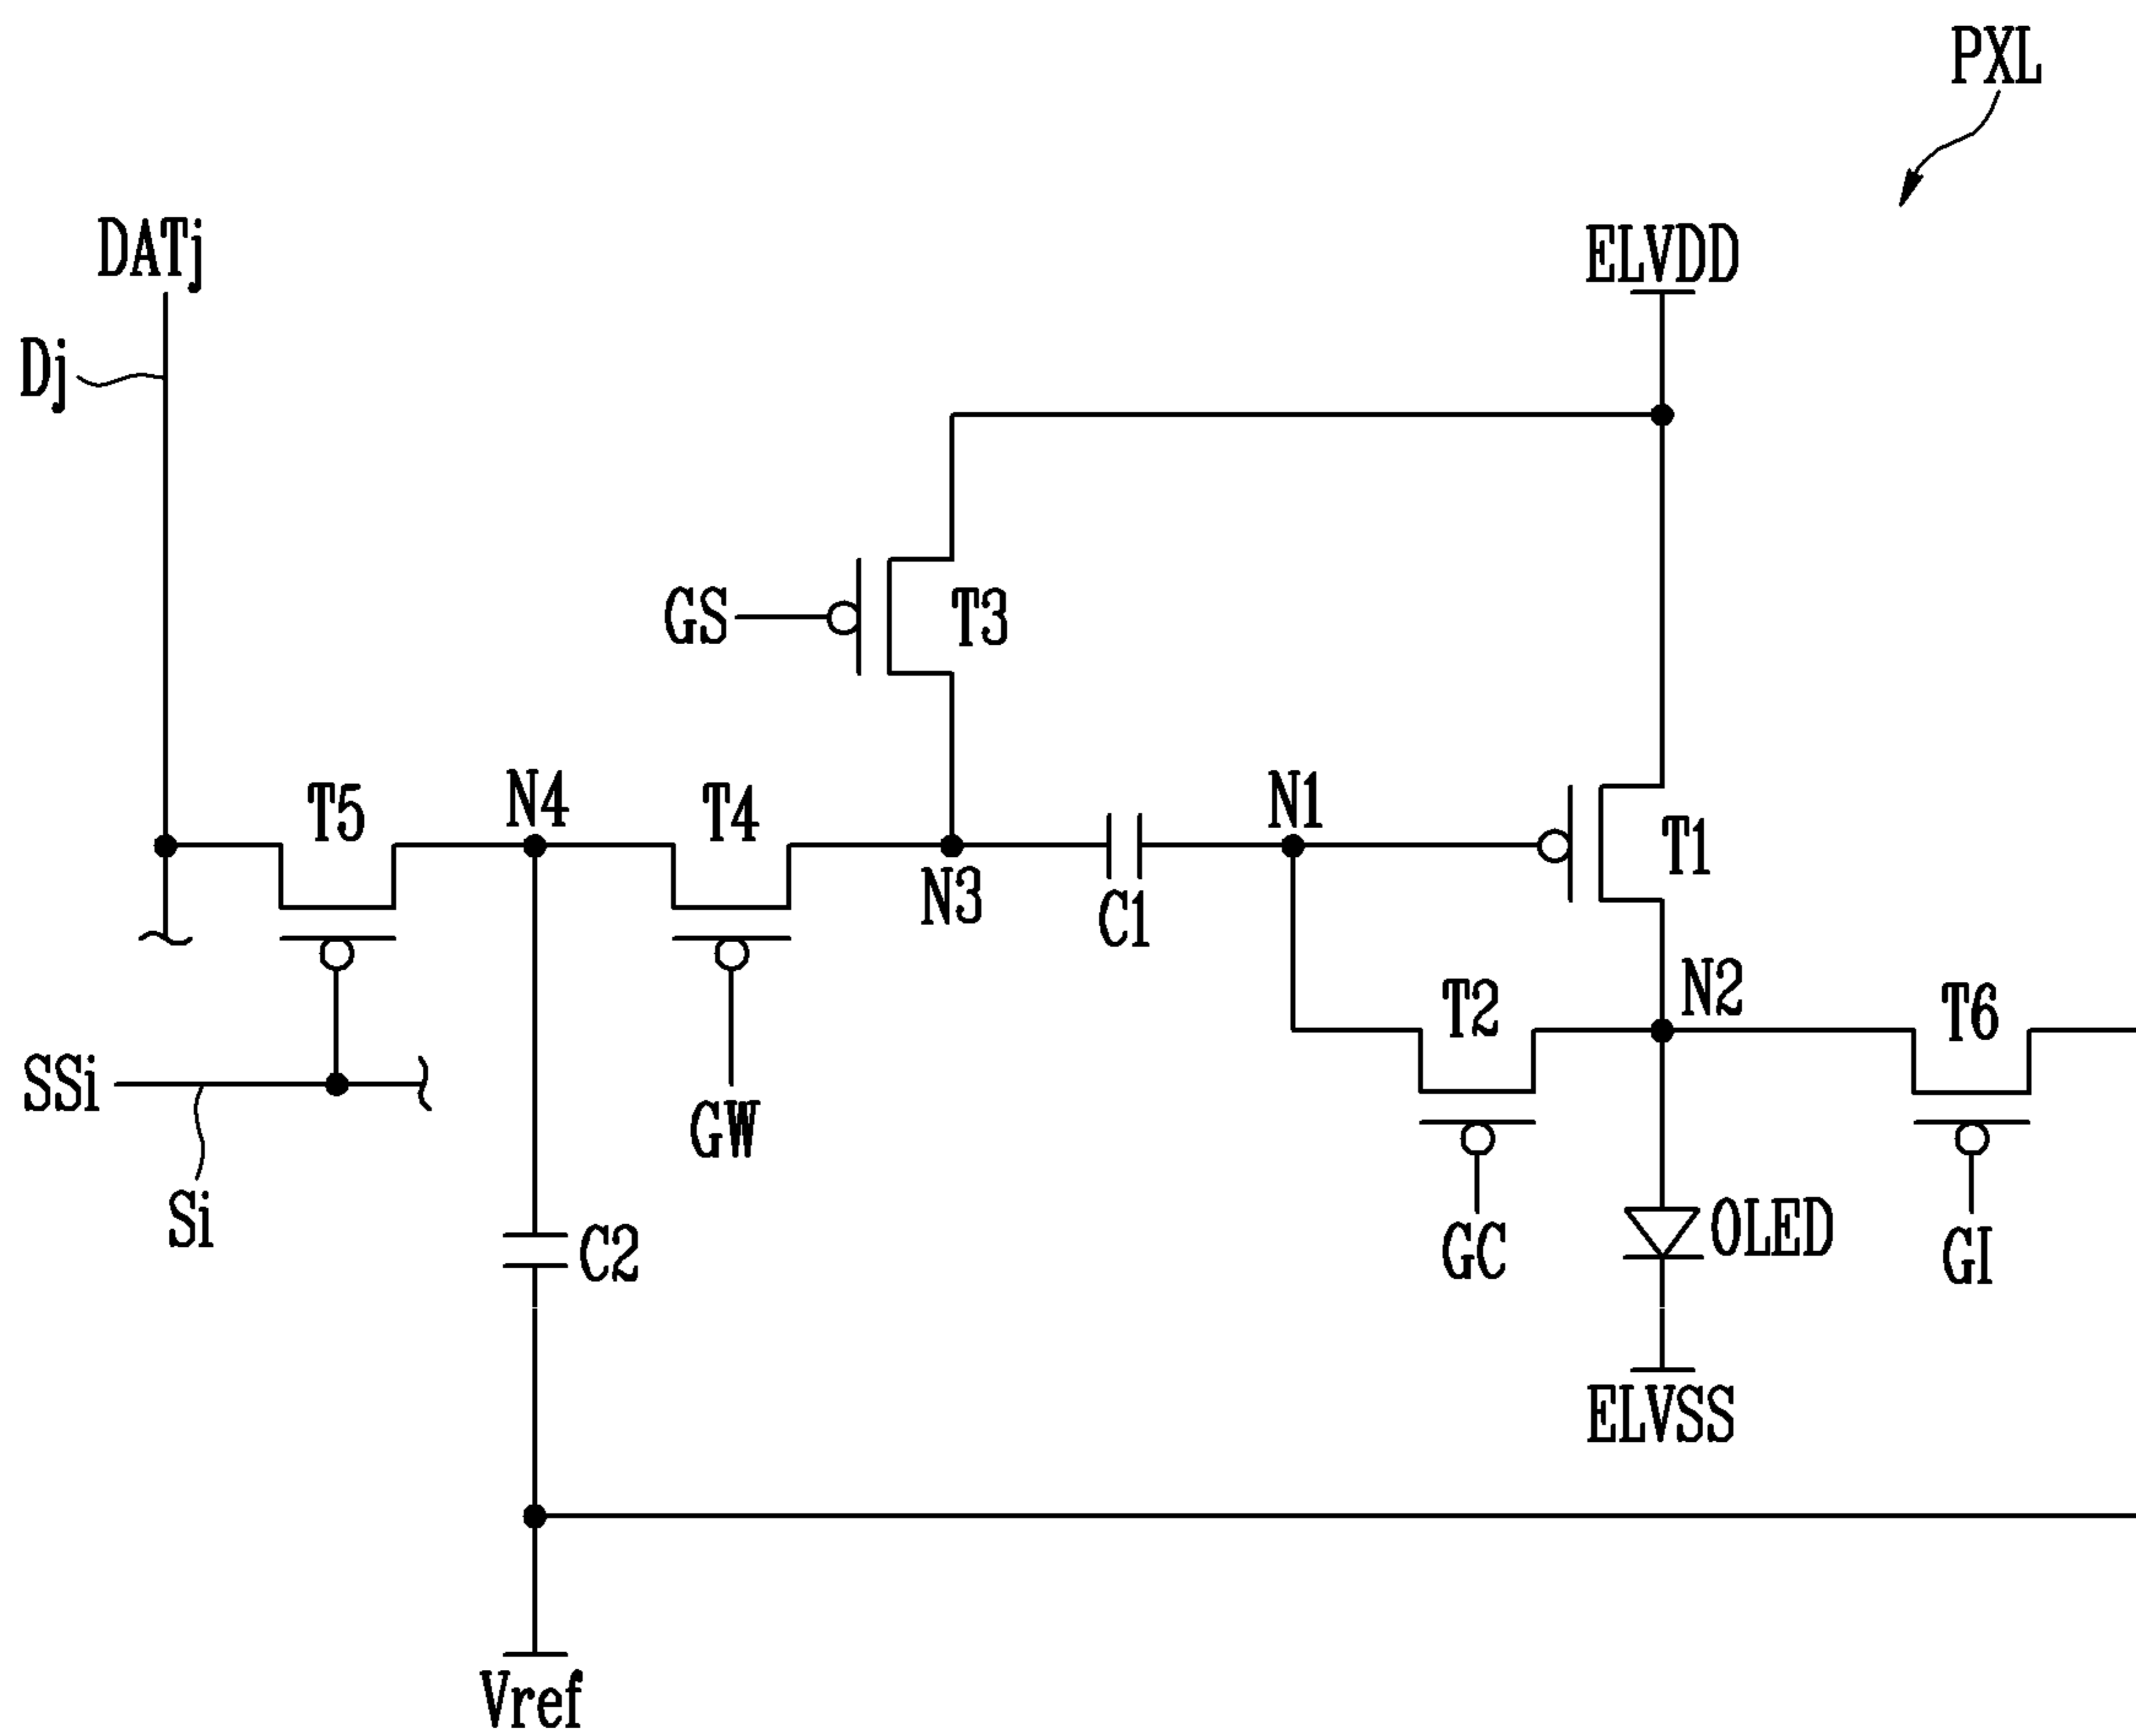 PXL
DATj
ELVDD
Dj
GS
T3
T5
N4
T4
N1
T1
N3
C1
N2
T2
T6
SSi
GW
Si
C2
GC
OLED
GI
ELVSS
Vref